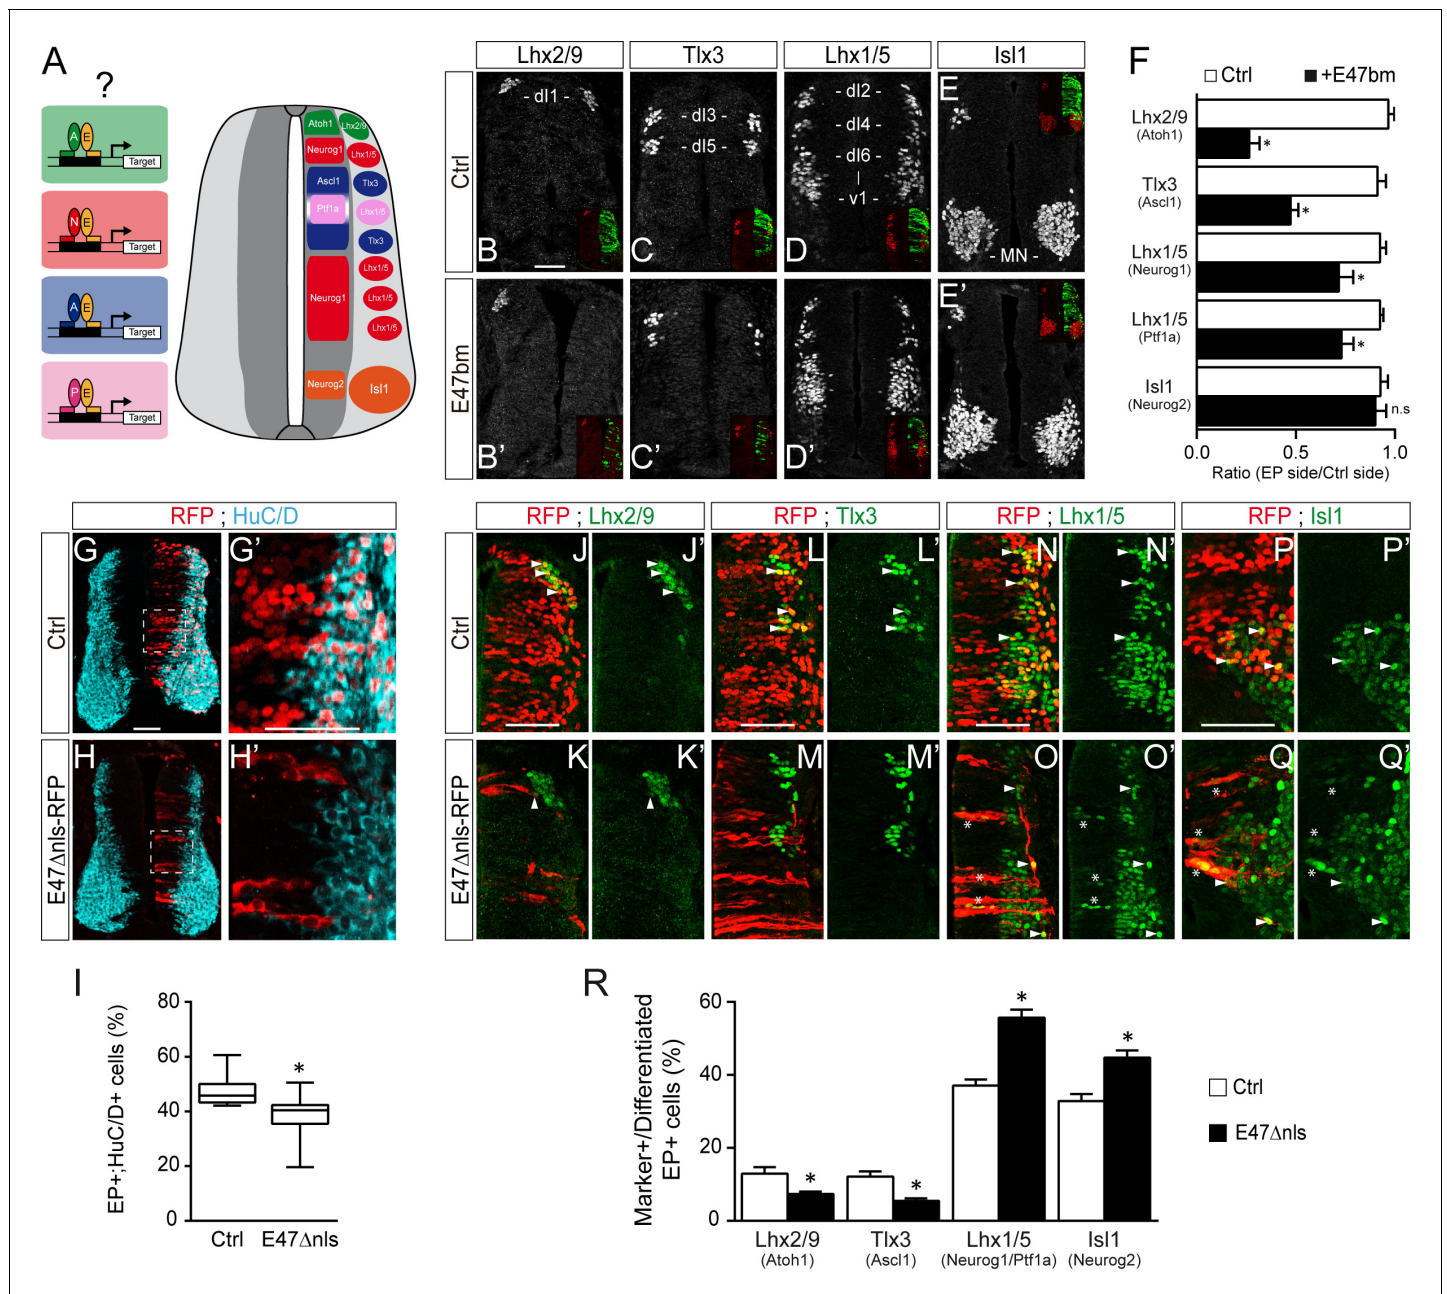 A
?
A E
Target
N E
Target
A E
Target
P E
Target
Atoh1
Lhx2/9
Neurog1
Lhx1/5
Ascl1
Tlx3
Ptf1a
Lhx1/5
Tlx3
Neurog1
Lhx1/5
Lhx1/5
Lhx1/5
Neurog2
Isl1
Lhx2/9 Tlx3 Lhx1/5 Isl1
Ctrl
- dI1 -
B
- dI3 -
- dI5 -
C
- dI2 -
- dI4 -
- dI6 -
- v1 -
D
E
- MN -
E47bm
B'
C'
D'
E'
F
Ctrl +E47bm
Lhx2/9
(Atoh1)
*
Tlx3
(Ascl1)
*
Lhx1/5
(Neurog1)
*
Lhx1/5
(Ptf1a)
*
Isl1
(Neurog2)
n.s
0.0 0.5 1.0
Ratio (EP side/Ctrl side)
RFP ; HuC/D
Ctrl
G G'
E47Δnls-RFP
H H'
RFP ; Lhx2/9 RFP ; Tlx3 RFP ; Lhx1/5 RFP ; Isl1
Ctrl
J J' L L' N N' P P'
E47Δnls-RFP
K K' M M' O O' Q Q'
* * * * * *
* * * * * *
I
EP+;HuC/D+ cells (%)
80
60
40
20
0
*
Ctrl E47Δnls
R
Marker+/Differentiated
EP+ cells (%)
60
40
20
0
* * * *
Lhx2/9 Tlx3 Lhx1/5 Isl1
(Atoh1) (Ascl1) (Neurog1/Ptf1a) (Neurog2)
Ctrl
E47Δnls